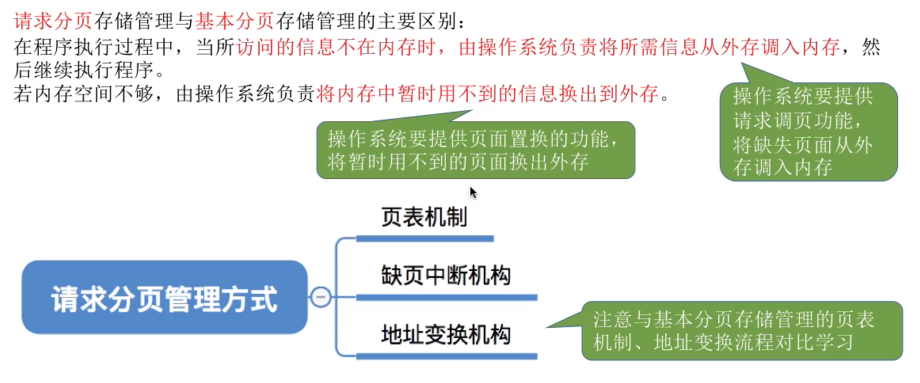 请求分页存储管理与基本分页存储管理的主要区别：
在程序执行过程中，当所访问的信息不在内存时，由操作系统负责将所需信息从外存调入内存，然
后继续执行程序。
若内存空间不够，由操作系统负责将内存中暂时用不到的信息换出到外存。
操作系统要提供
请求调页功能，
将缺失页面从外
存调入内存
操作系统要提供页面置换的功能，
将暂时用不到的页面换出外存
请求分页管理方式
页表机制
缺页中断机构
地址变换机构
注意与基本分页存储管理的页表
机制、地址变换流程对比学习